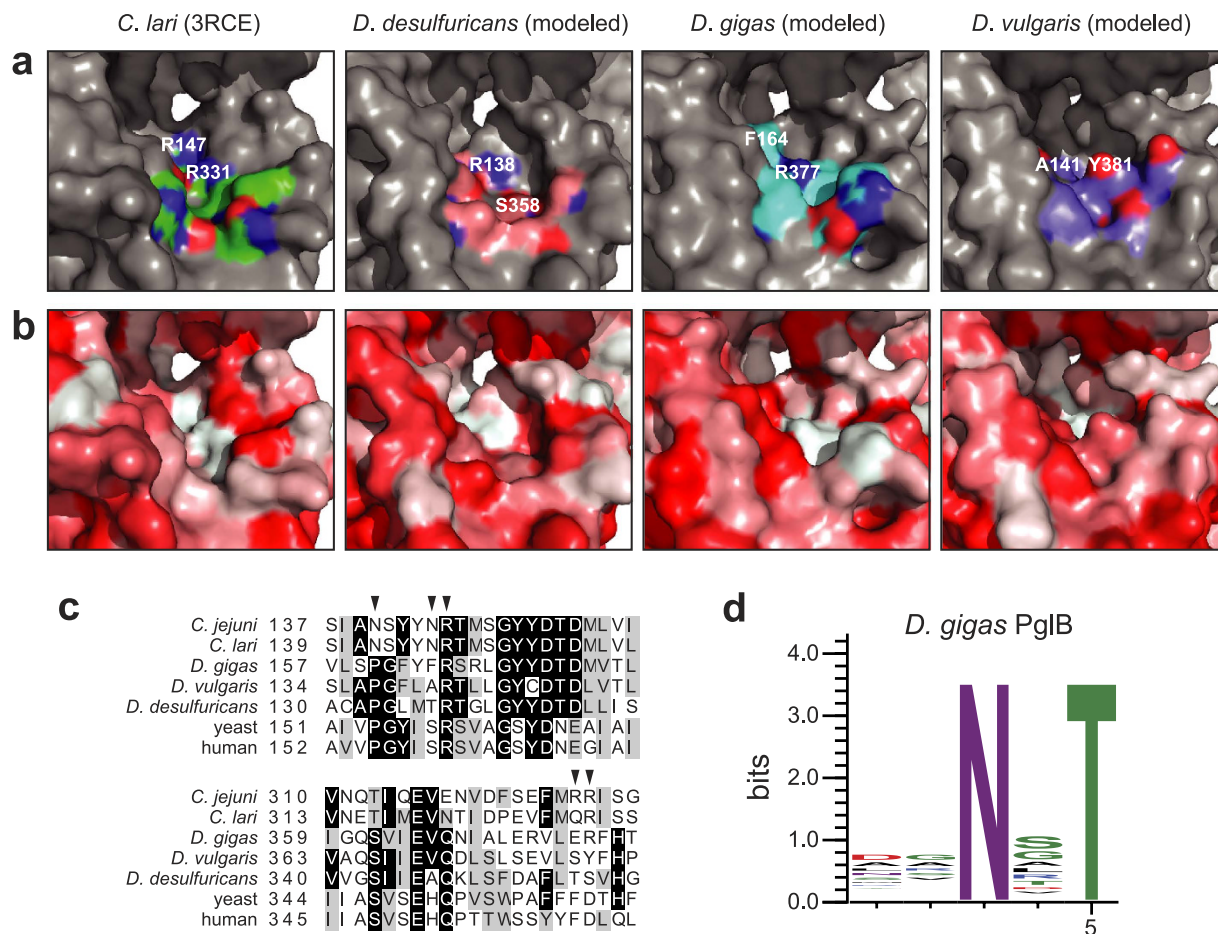 C. lari (3RCE) D. desulfuricans (modeled) D. gigas (modeled) D. vulgaris (modeled)
a
R147
R331
R138
S358
F164
R377
A141 Y381
b
c
C. jejuni 137 SIANSYYNRTMSGYYDTDMLVI
C. lari 139 SIANSYYNRTMSGYYDTDMLVL
D. gigas 157 VLSPGFYFRSRLGYYDTDMVTL
D. vulgaris 134 SLAPGFLARTLLGYCDTDLVTL
D. desulfuricans 130 ACAPGLMTRTGLGYYDTDLLIS
yeast 151 AIVPGYISRSVAGSYDNEAIAI
human 152 AVVPGYISRSVAGSYDNEGIAI
C. jejuni 310 VNQTIQEVENVDFSEFMRRISG
C. lari 313 VNETIMEVNTIDPEVFMQRISS
D. gigas 359 IGQSVIEVQNIALERVLERFHT
D. vulgaris 363 VAQSIIEVQDLSLSEVLSYFHP
D. desulfuricans 340 VVGSIIEAQKLSFDAFLTSVHG
yeast 344 IIASVSEHQPVSWPAFFFDTHF
human 345 IIASVSEHQPTTWSSYYFDLQL
d
D. gigas PglB
bits
4.0
3.0
2.0
1.0
0.0
D G N S T
G
5